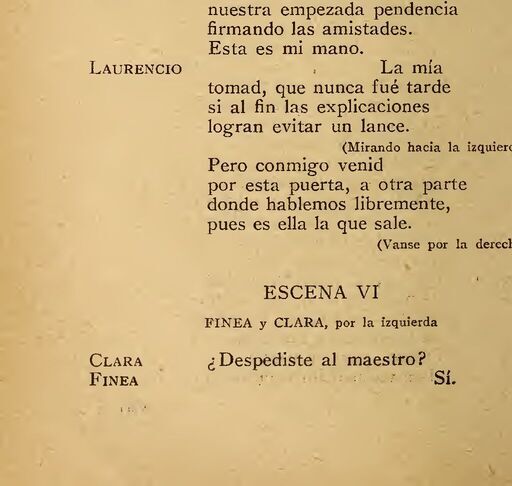 nuestra empezada pendencia
firmando las amistades.
Esta es mi mano.
LAURENCIO La mía
tomad, que nunca fué tarde
si al fin las explicaciones
logran evitar un lance.
(Mirando hacia la izquierd
Pero conmigo venid
por esta puerta, a otra parte
donde hablemos libremente,
pues es ella la que sale.
(Vanse por la derech
ESCENA VI
FINEA y CLARA, por la izquierda
CLARA ¿Despediste al maestro?
FINEA Sí.